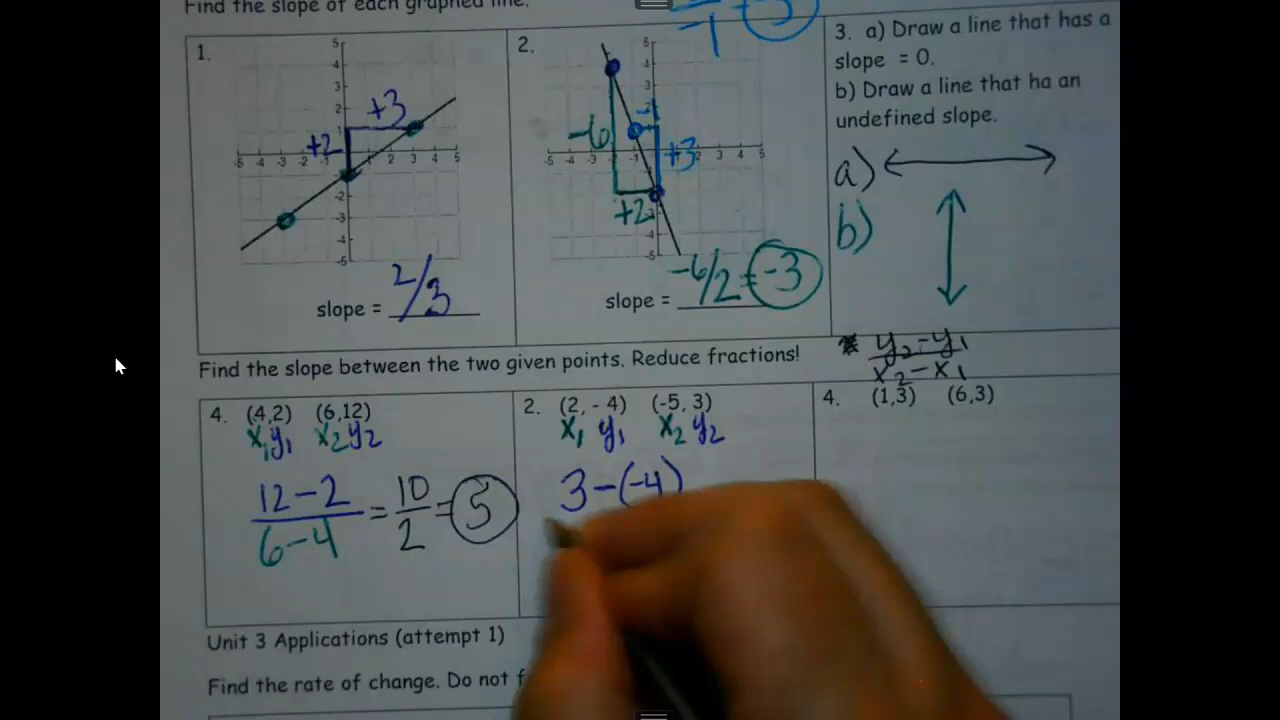 Find the slope of each graphed line.
-1 = 3
1.
+3
+2
slope = 2/3
2.
-1
-6
+3
+2
slope = -6/2 = -3
3. a) Draw a line that has a
slope = 0.
b) Draw a line that ha an
undefined slope.
a)
b)
Find the slope between the two given points. Reduce fractions!
* y2-y1
x2-x1
4. (4,2) (6,12)
x1 y1 x2 y2
12-2 = 10 = 5
6-4 2
2. (2, - 4) (-5, 3)
x1 y1 x2 y2
3-(-4)
4. (1,3) (6,3)
Unit 3 Applications (attempt 1)
Find the rate of change. Do not f